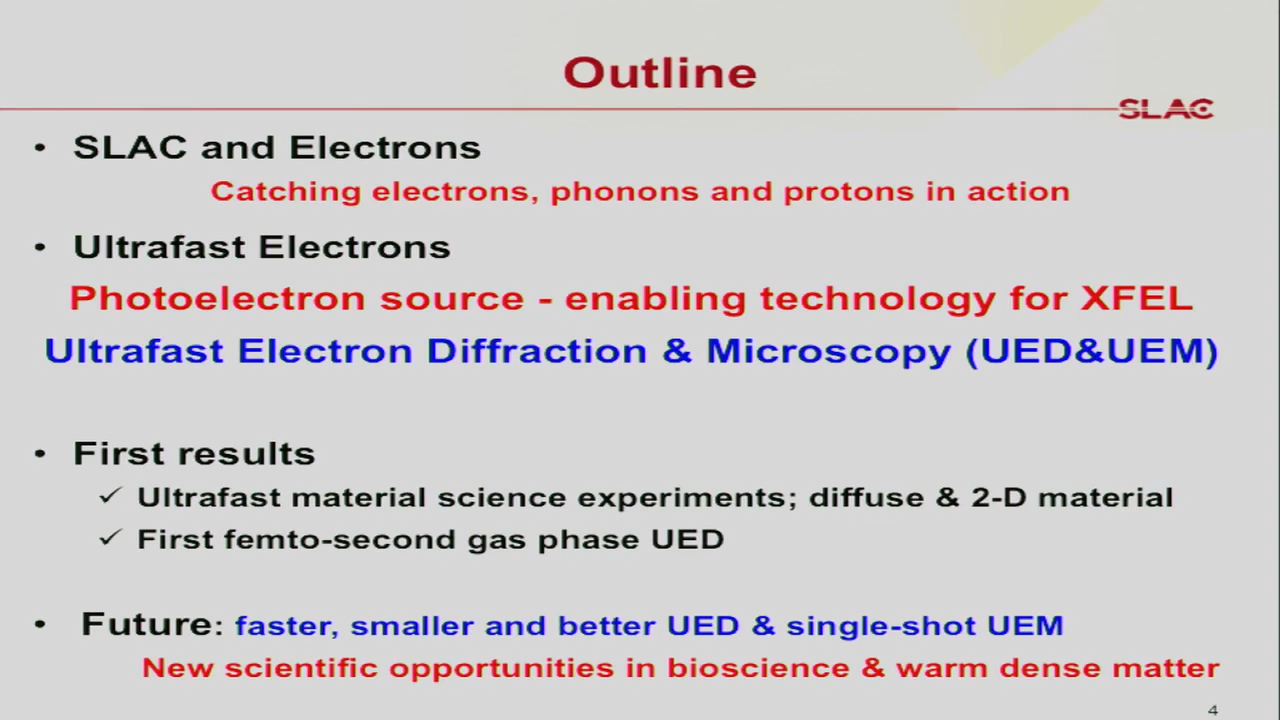 Outline
SLAC
• SLAC and Electrons
Catching electrons, phonons and protons in action
• Ultrafast Electrons
Photoelectron source - enabling technology for XFEL
Ultrafast Electron Diffraction & Microscopy (UED&UEM)
• First results
✓ Ultrafast material science experiments; diffuse & 2-D material
✓ First femto-second gas phase UED
• Future: faster, smaller and better UED & single-shot UEM
New scientific opportunities in bioscience & warm dense matter
4